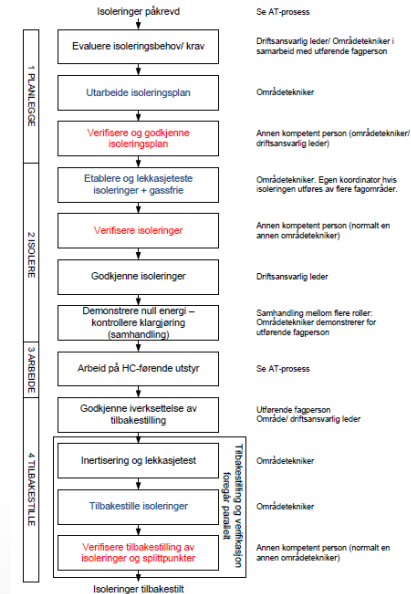 Isoleringer påkrevd
Se AT-prosess
1 PLANLEGGE
Evaluere isoleringsbehov/ krav
Driftsansvarlig leder/ Områdetekniker i
samarbeid med utførende fagperson
Utarbeide isoleringsplan
Områdetekniker
Verifisere og godkjenne
isoleringsplan
Annen kompetent person (områdetekniker/
driftsansvarlig leder)
2 ISOLERE
Etablere og lekkasjeteste
isoleringer + gassfrie
Områdetekniker. Egen koordinator hvis
isoleringen utføres av flere fagområder.
Verifisere isoleringer
Annen kompetent person (normalt en
annen områdetekniker)
Godkjenne isoleringer
Driftsansvarlig leder
Demonstrere null energi –
kontrollere klargjøring
(samhandling)
Samhandling mellom flere roller:
Områdetekniker demonstrerer for
utførende fagperson
3 ARBEIDE
Arbeid på HC-førende utstyr
Se AT-prosess
4 TILBAKESTILLE
Godkjenne iverksettelse av
tilbakestilling
Utførende fagperson
Område/ driftsansvarlig leder
Inertisering og lekkasjetest
Områdetekniker
Tilbakestille isoleringer
Områdetekniker
Verifisere tilbakestilling av
isoleringer og splittpunkter
Annen kompetent person (normalt en
annen områdetekniker)
Tilbakestilling og verifikasjon
foregår parallelt
Isoleringer tilbakestilt